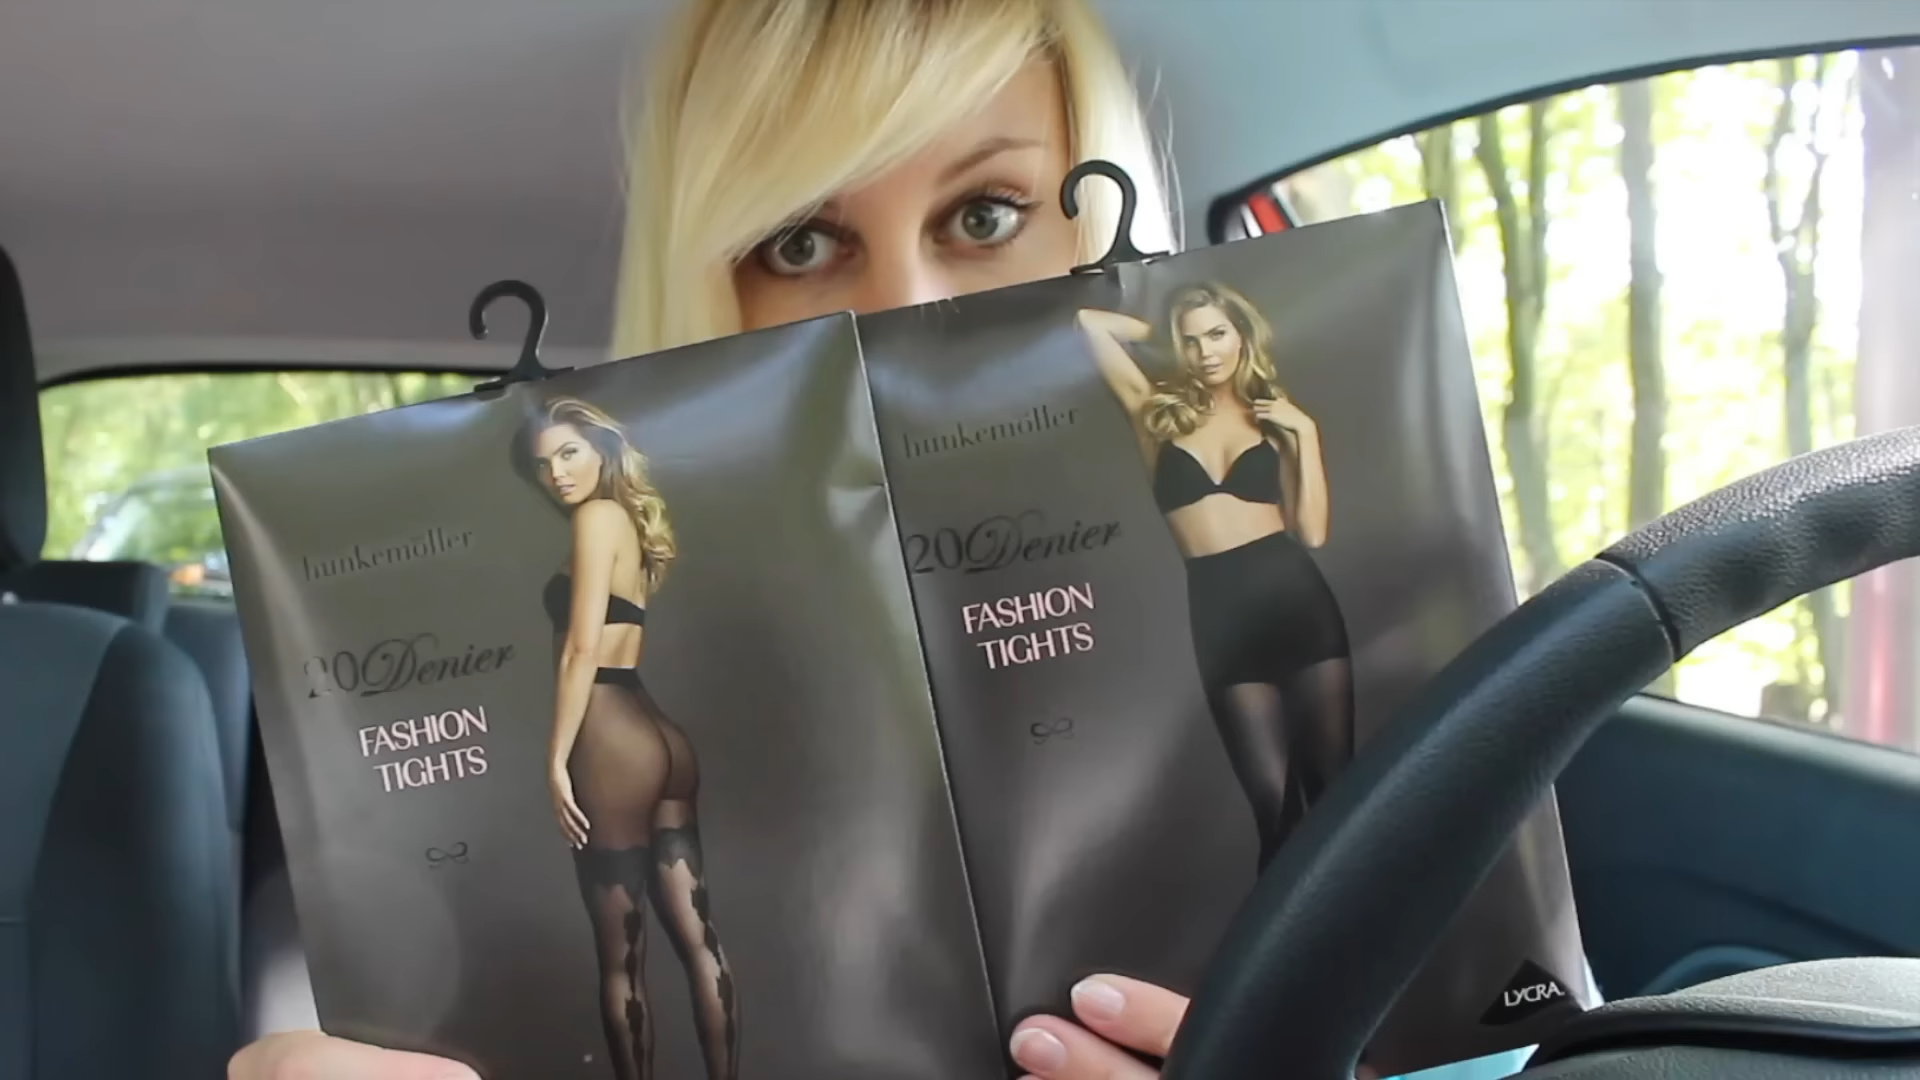 hunkemöller
20 Denier
FASHION
TIGHTS
hunkemöller
20 Denier
FASHION
TIGHTS
LYCRA